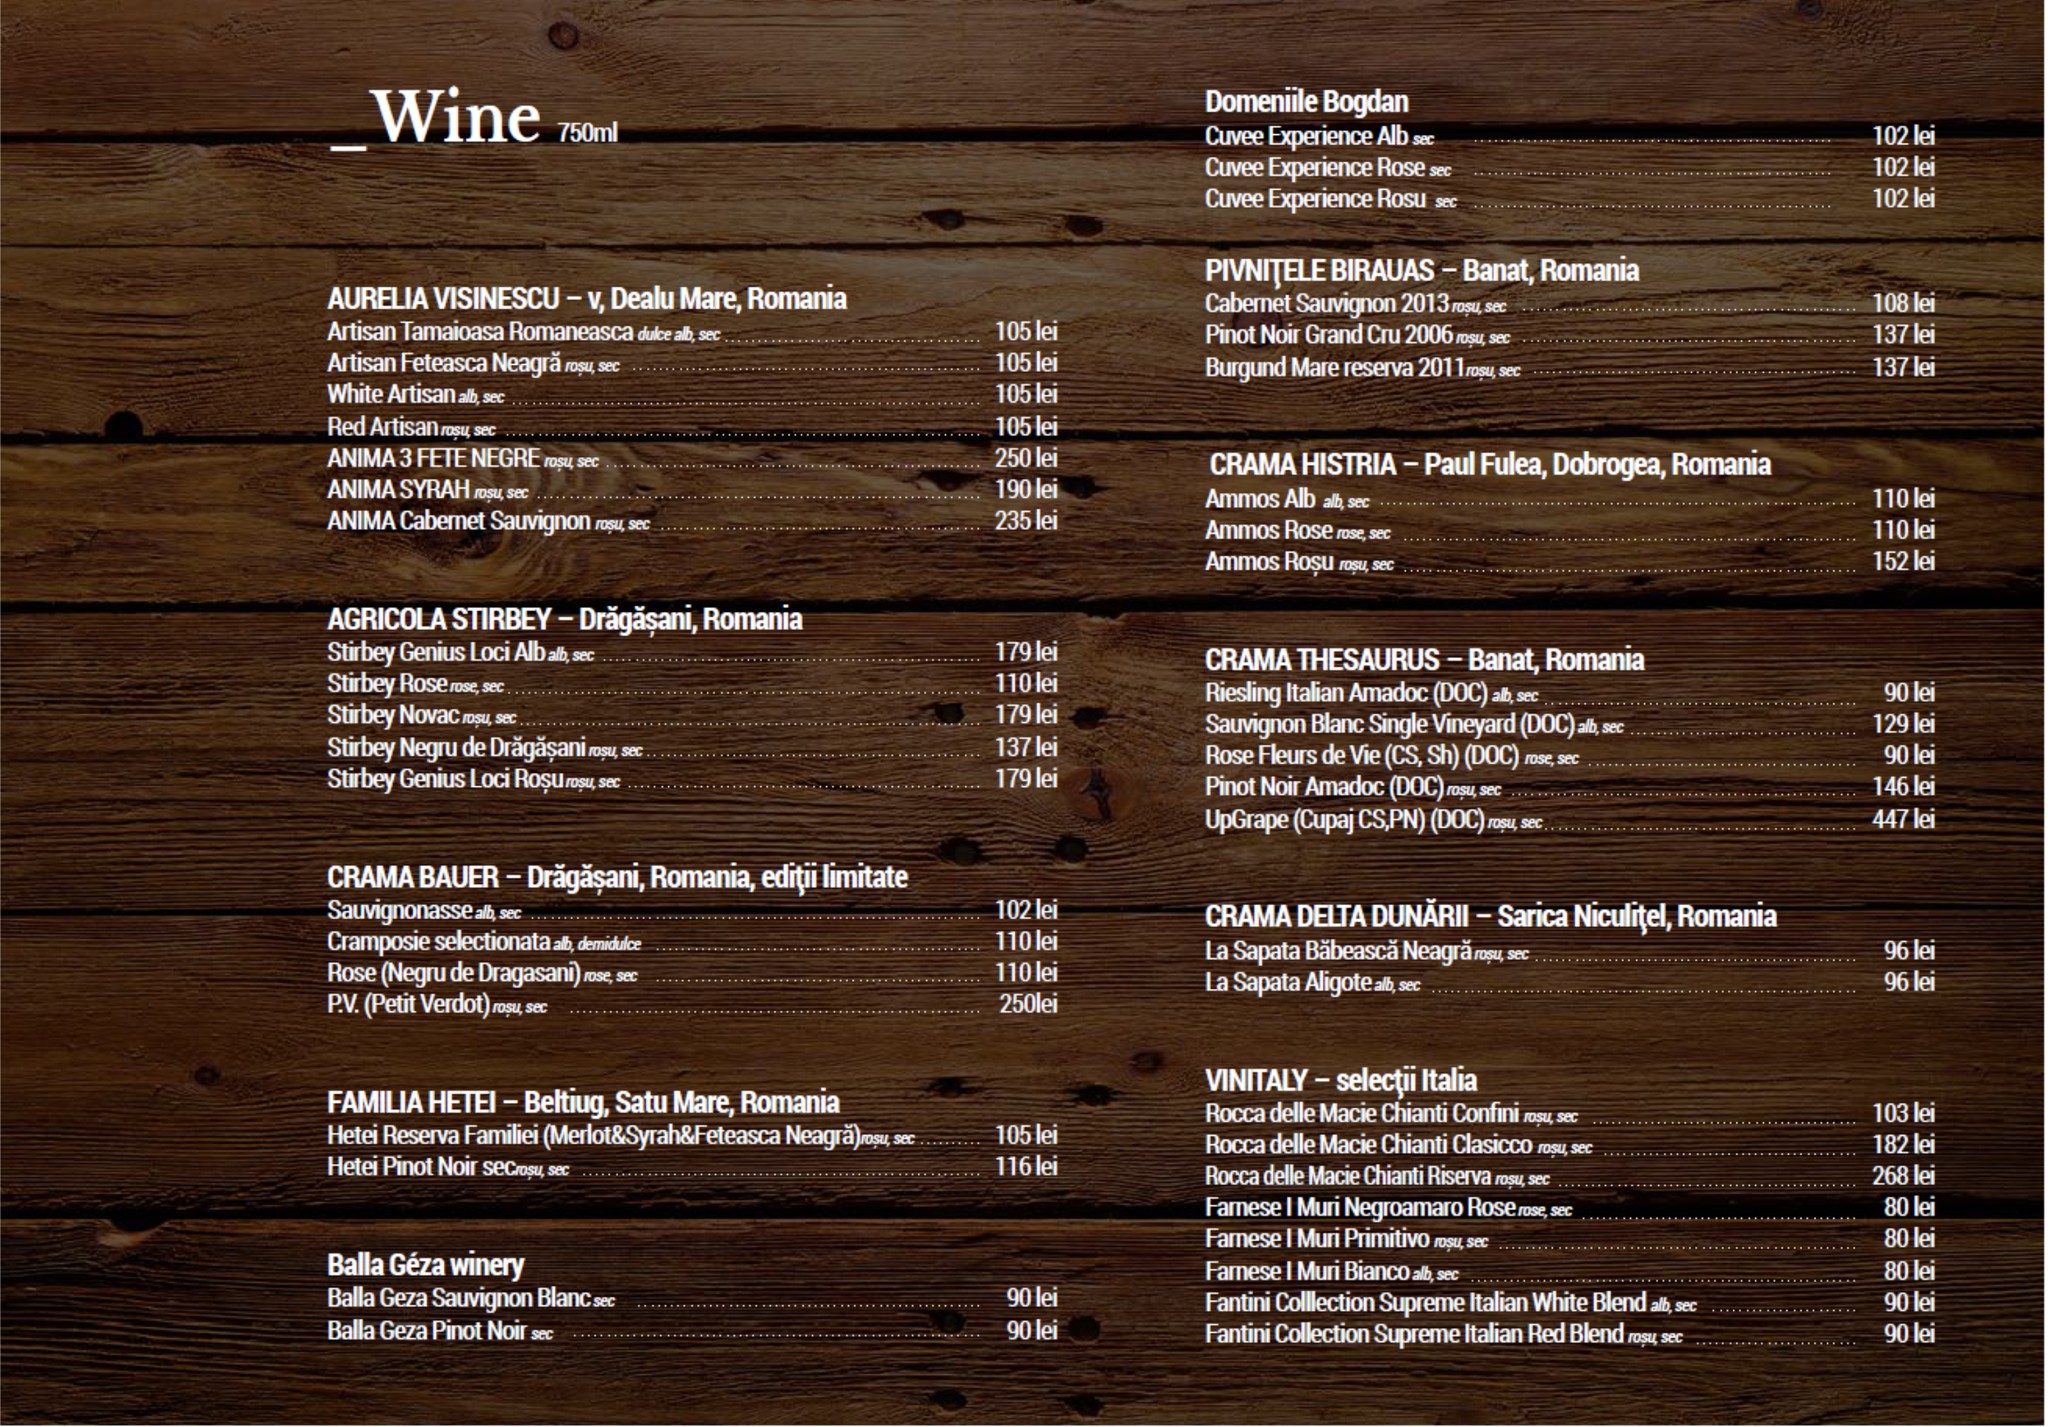 _Wine 750ml
AURELIA VISINESCU – v, Dealu Mare, Romania
Artisan Tamaioasa Romaneasca dulce alb, sec 105 lei
Artisan Feteasca Neagră roșu, sec 105 lei
White Artisan alb, sec 105 lei
Red Artisan roșu, sec 105 lei
ANIMA 3 FETE NEGRE roșu, sec 250 lei
ANIMA SYRAH roșu, sec 190 lei
ANIMA Cabernet Sauvignon roșu, sec 235 lei
AGRICOLA STIRBEY – Drăgășani, Romania
Stirbey Genius Loci Alb alb, sec 179 lei
Stirbey Rose rose, sec 110 lei
Stirbey Novac roșu, sec 179 lei
Stirbey Negru de Drăgășani roșu, sec 137 lei
Stirbey Genius Loci Roșu roșu, sec 179 lei
CRAMA BAUER – Drăgășani, Romania, ediții limitate
Sauvignonasse alb, sec 102 lei
Cramposie selectionata alb, demidulce 110 lei
Rose (Negru de Dragasani) rose, sec 110 lei
P.V. (Petit Verdot) roșu, sec 250lei
FAMILIA HETEI – Beltiug, Satu Mare, Romania
Hetei Reserva Familiei (Merlot&Syrah&Feteasca Neagră)roșu, sec 105 lei
Hetei Pinot Noir secroșu, sec 116 lei
Balla Géza winery
Balla Geza Sauvignon Blanc sec 90 lei
Balla Geza Pinot Noir sec 90 lei
Domeniile Bogdan
Cuvee Experience Alb sec 102 lei
Cuvee Experience Rose sec 102 lei
Cuvee Experience Rosu sec 102 lei
PIVNIȚELE BIRAUAS – Banat, Romania
Cabernet Sauvignon 2013 roșu, sec 108 lei
Pinot Noir Grand Cru 2006 roșu, sec 137 lei
Burgund Mare reserva 2011roșu, sec 137 lei
CRAMA HISTRIA – Paul Fulea, Dobrogea, Romania
Ammos Alb alb, sec 110 lei
Ammos Rose rose, sec 110 lei
Ammos Roșu roșu, sec 152 lei
CRAMA THESAURUS – Banat, Romania
Riesling Italian Amadoc (DOC) alb, sec 90 lei
Sauvignon Blanc Single Vineyard (DOC) alb, sec 129 lei
Rose Fleurs de Vie (CS, Sh) (DOC) rose, sec 90 lei
Pinot Noir Amadoc (DOC) roșu, sec 146 lei
UpGrape (Cupaj CS,PN) (DOC) roșu, sec 447 lei
CRAMA DELTA DUNĂRII – Sarica Niculițel, Romania
La Sapata Băbească Neagră roșu, sec 96 lei
La Sapata Aligote alb, sec 96 lei
VINITALY – selecții Italia
Rocca delle Macie Chianti Confini roșu, sec 103 lei
Rocca delle Macie Chianti Clasicco roșu, sec 182 lei
Rocca delle Macie Chianti Riserva roșu, sec 268 lei
Farnese I Muri Negroamaro Rose rose, sec 80 lei
Farnese I Muri Primitivo roșu, sec 80 lei
Farnese I Muri Bianco alb, sec 80 lei
Fantini Colllection Supreme Italian White Blend alb, sec 90 lei
Fantini Collection Supreme Italian Red Blend roșu, sec 90 lei